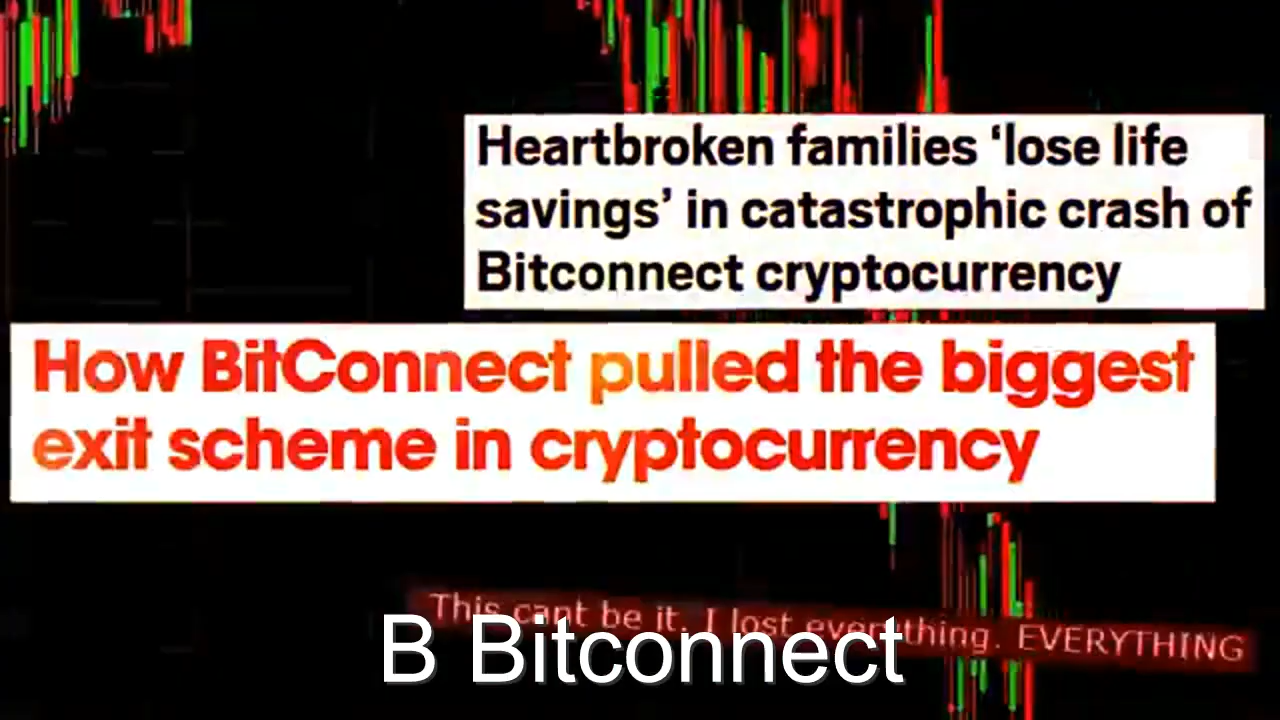 Heartbroken families ‘lose life
savings’ in catastrophic crash of
Bitconnect cryptocurrency
How BitConnect pulled the biggest
exit scheme in cryptocurrency
This cant be it. I lost everything. EVERYTHING
B Bitconnect